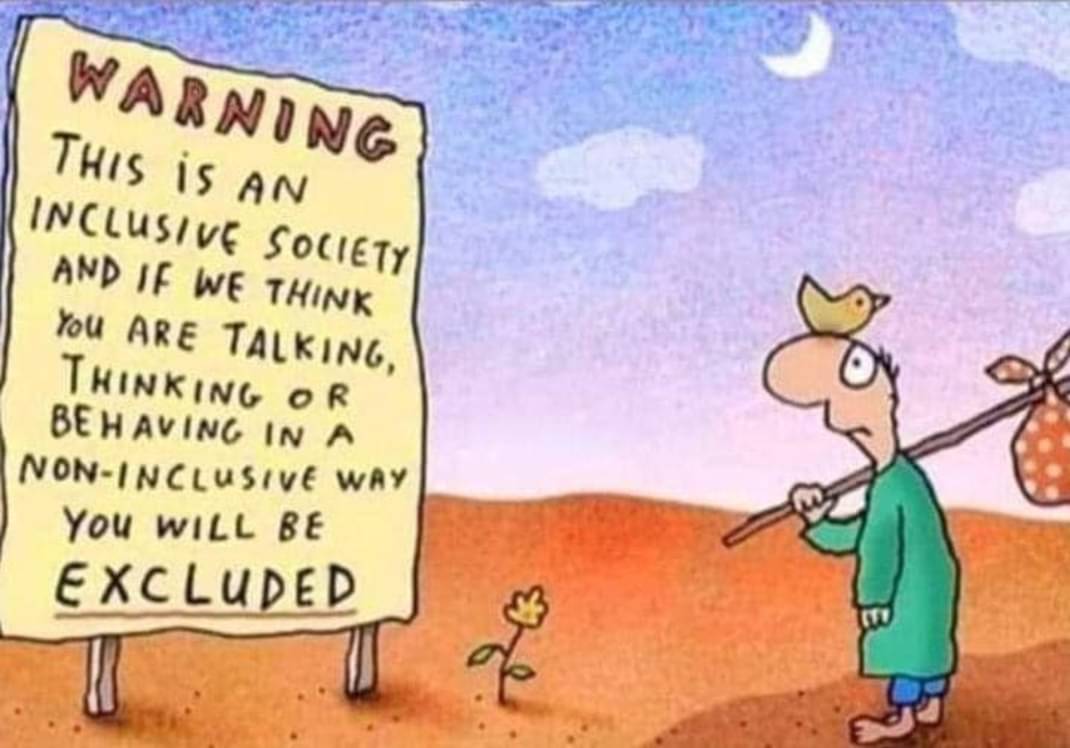 WARNING
THIS iS AN
INCLUSIVE SOCIETY
AND IF WE THINK
YOU ARE TALKING,
THINKING OR
BEHAVING IN A
NON-INCLUSIVE WAY
YOU WILL BE
EXCLUDED